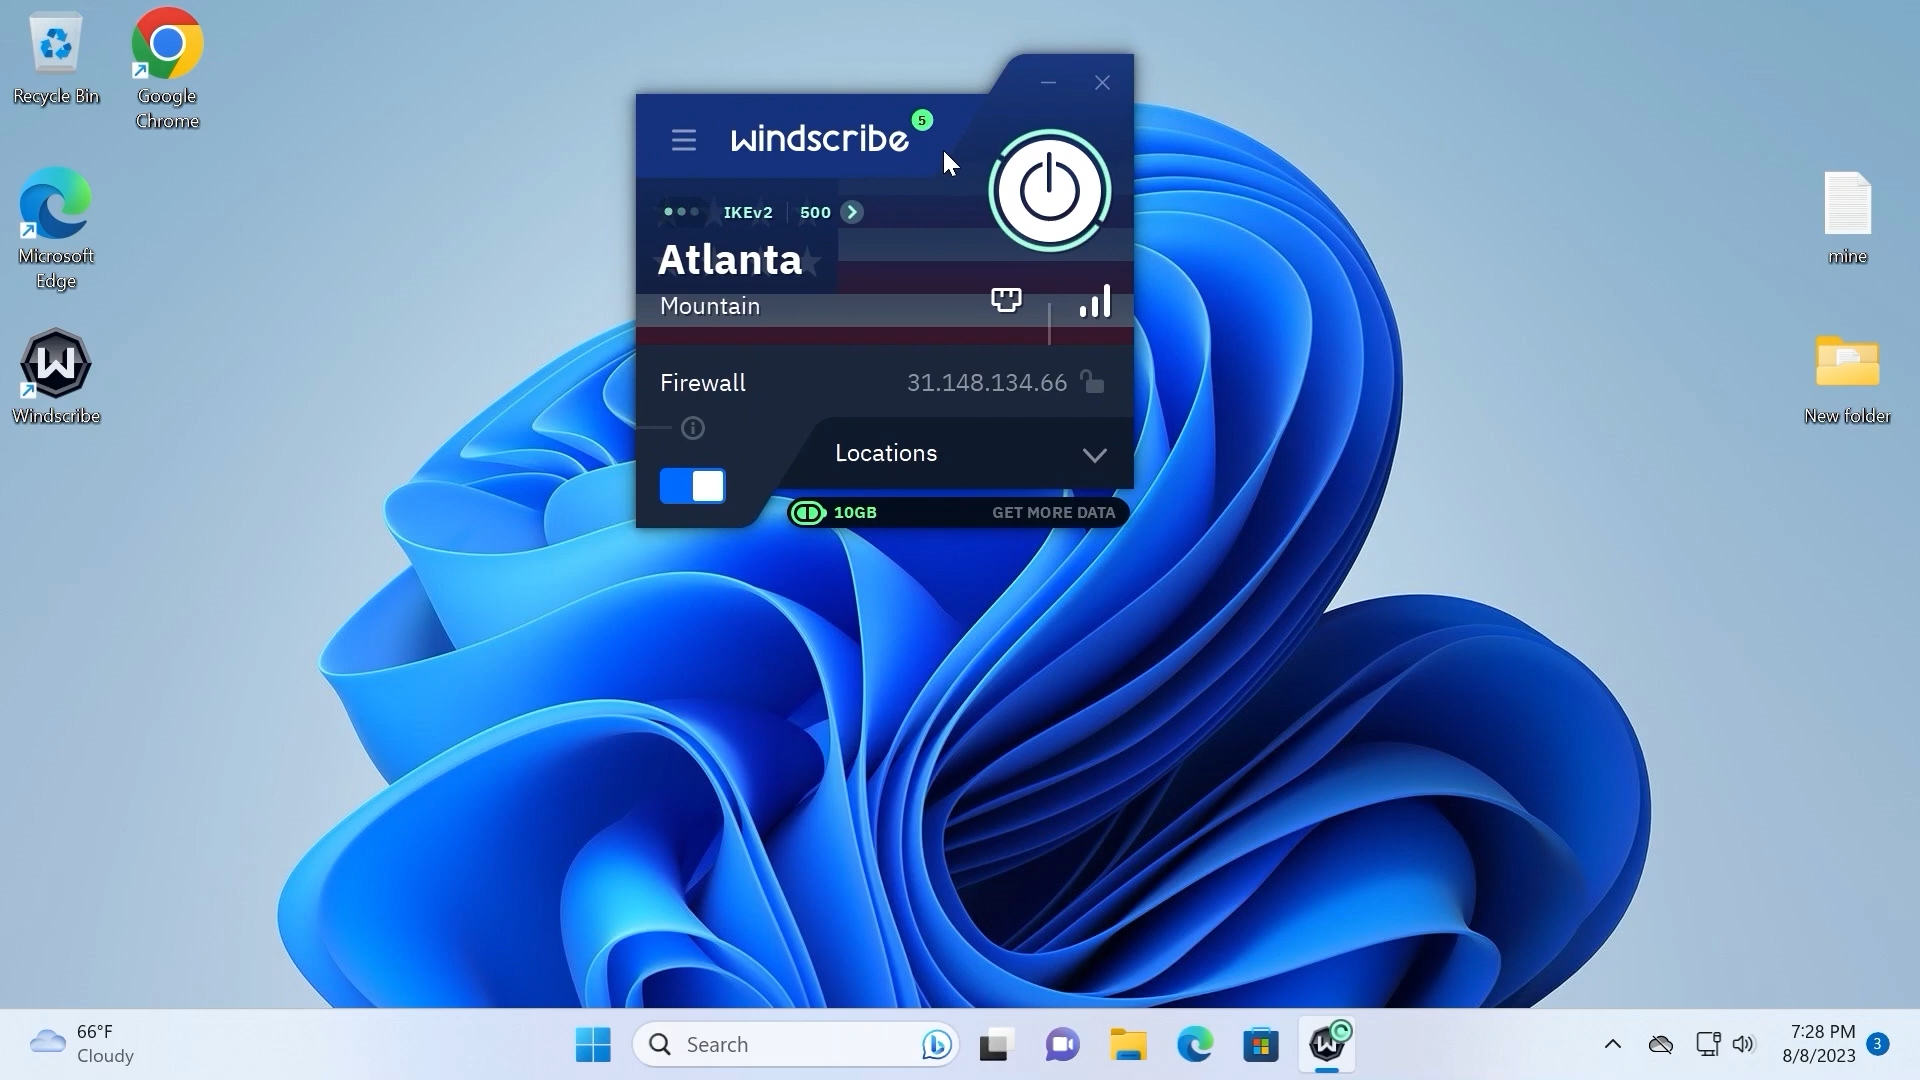 Recycle Bin
Google
Chrome
Microsoft
Edge
Windscribe
windscribe
5
IKEv2
500
Atlanta
Mountain
Firewall
31.148.134.66
Locations
10GB
GET MORE DATA
mine
New folder
66°F
Cloudy
Search
7:28 PM
8/8/2023
3